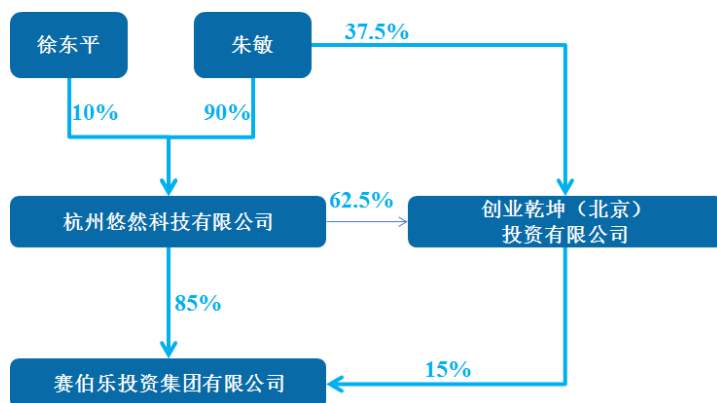 徐东平
朱敏
37.5%
10%
90%
杭州悠然科技有限公司
62.5%
创业乾坤（北京）
投资有限公司
85%
赛伯乐投资集团有限公司
15%